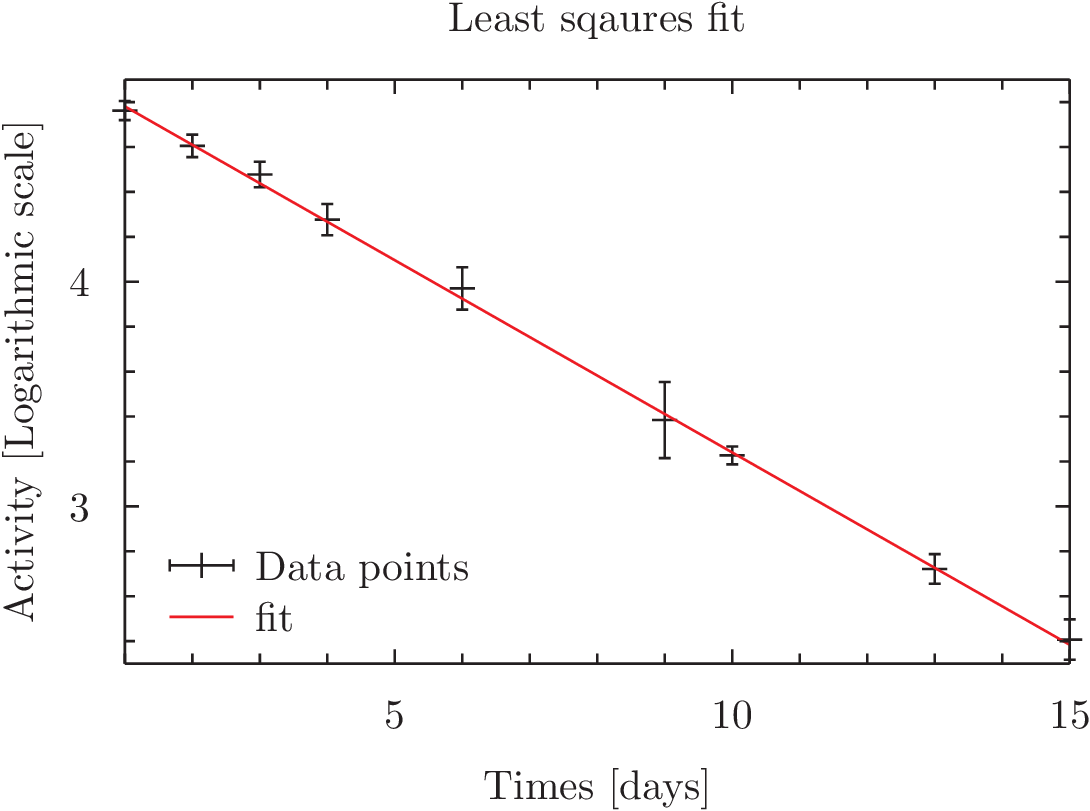 Least sqaures fit
Activity [Logarithmic scale]
4
3
Data points
fit
5 10 15
Times [days]